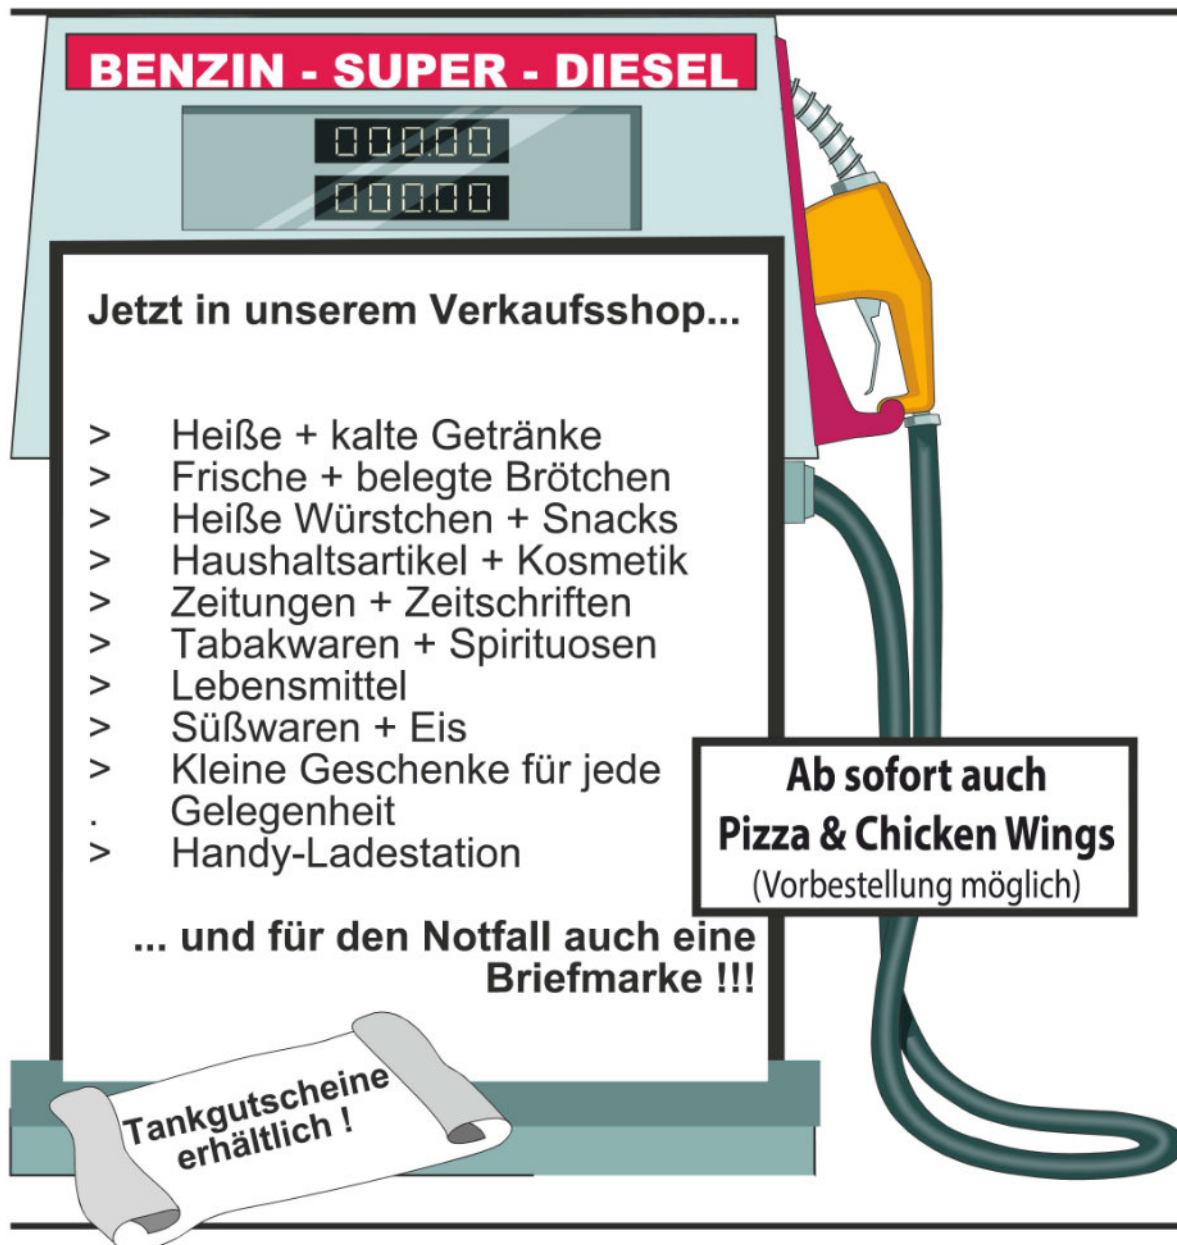 BENZIN - SUPER - DIESEL
000.00
000.00
Jetzt in unserem Verkaufsshop...
> Heiße + kalte Getränke
> Frische + belegte Brötchen
> Heiße Würstchen + Snacks
> Haushaltsartikel + Kosmetik
> Zeitungen + Zeitschriften
> Tabakwaren + Spirituosen
> Lebensmittel
> Süßwaren + Eis
> Kleine Geschenke für jede
. Gelegenheit
> Handy-Ladestation
Ab sofort auch
Pizza & Chicken Wings
(Vorbestellung möglich)
... und für den Notfall auch eine
Briefmarke !!!
Tankgutscheine
erhältlich !